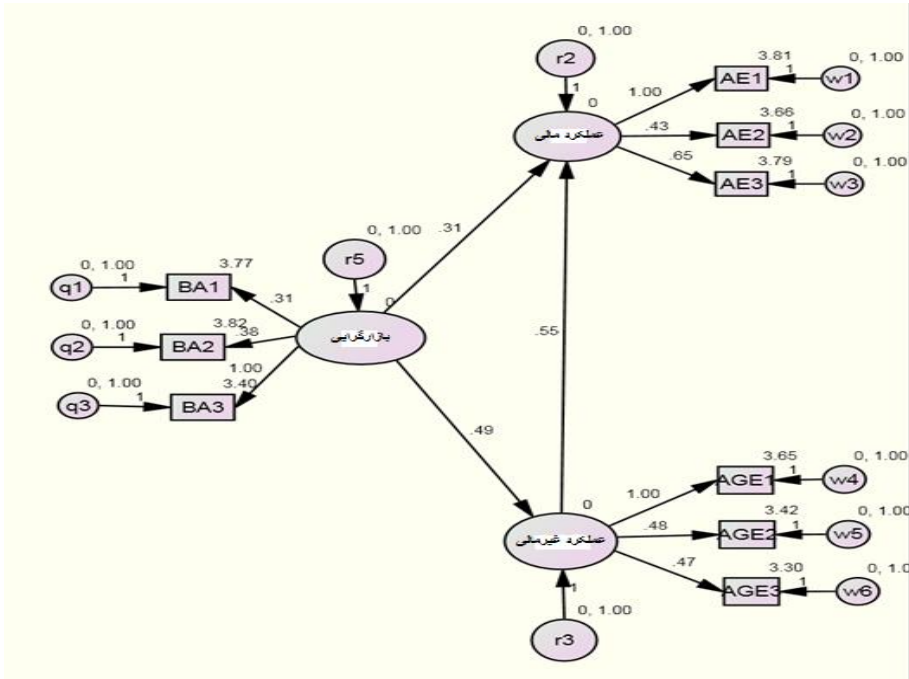 0, 1.00
r2
1
0
عملکرد مالی
1.00
3.81
AE1
1
0, 1.00
w1
.43
3.66
AE2
1
0, 1.00
w2
.65
3.79
AE3
1
0, 1.00
w3
0, 1.00
r5
1
0
بازارگرایی
.31
.55
.49
0, 1.00
q1
1
3.77
BA1
.31
0, 1.00
q2
1
3.82
BA2
.38
0, 1.00
q3
1
1.00
3.40
BA3
0
عملکرد غیرمالی
1
0, 1.00
r3
1.00
3.65
AGE1
1
0, 1.00
w4
.48
3.42
AGE2
1
0, 1.00
w5
.47
3.30
AGE3
1
0, 1.0
w6